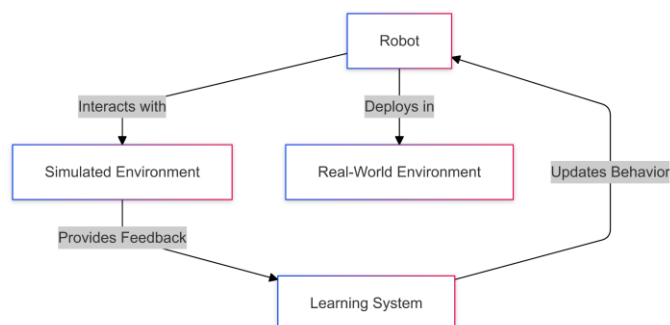 Robot
Interacts with
Deploys in
Simulated Environment
Real-World Environment
Updates Behavior
Provides Feedback
Learning System